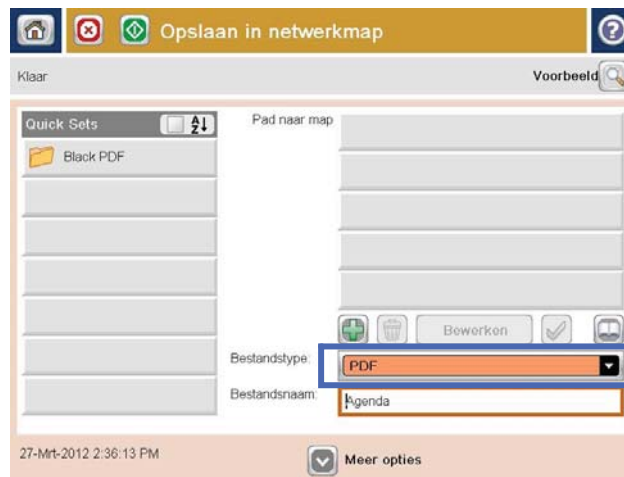 Opslaan in netwerkmap
Klaar
Voorbeeld
Quick Sets
Pad naar map
Black PDF
Bewerken
Bestandstype:
PDF
Bestandsnaam:
Agenda
27-Mrt-2012 2:36:13 PM
Meer opties